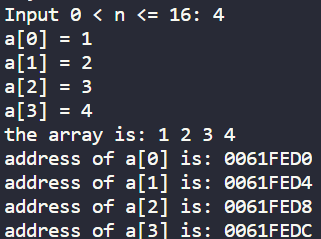 Input 0 < n <= 16: 4
a[0] = 1
a[1] = 2
a[2] = 3
a[3] = 4
the array is: 1 2 3 4
address of a[0] is: 0061FED0
address of a[1] is: 0061FED4
address of a[2] is: 0061FED8
address of a[3] is: 0061FEDC